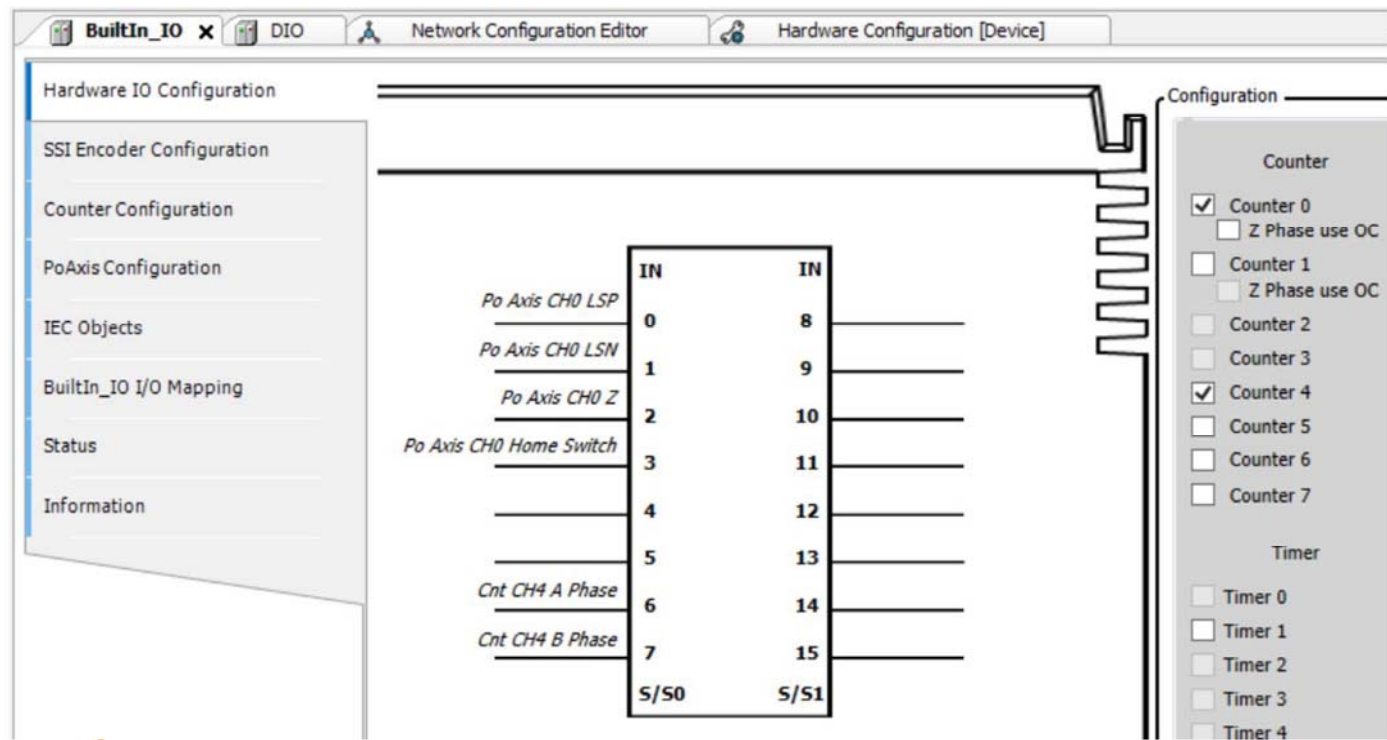 BuiltIn_IO X DIO Network Configuration Editor Hardware Configuration [Device]
Hardware IO Configuration
SSI Encoder Configuration
Counter Configuration
PoAxis Configuration
IEC Objects
BuiltIn_IO I/O Mapping
Status
Information
IN IN
Po Axis CH0 LSP 0 8
Po Axis CH0 LSN 1 9
Po Axis CH0 Z 2 10
Po Axis CH0 Home Switch 3 11
4 12
5 13
Cnt CH4 A Phase 6 14
Cnt CH4 B Phase 7 15
S/S0 S/S1
Configuration
Counter
Counter 0
Z Phase use OC
Counter 1
Z Phase use OC
Counter 2
Counter 3
Counter 4
Counter 5
Counter 6
Counter 7
Timer
Timer 0
Timer 1
Timer 2
Timer 3
Timer 4